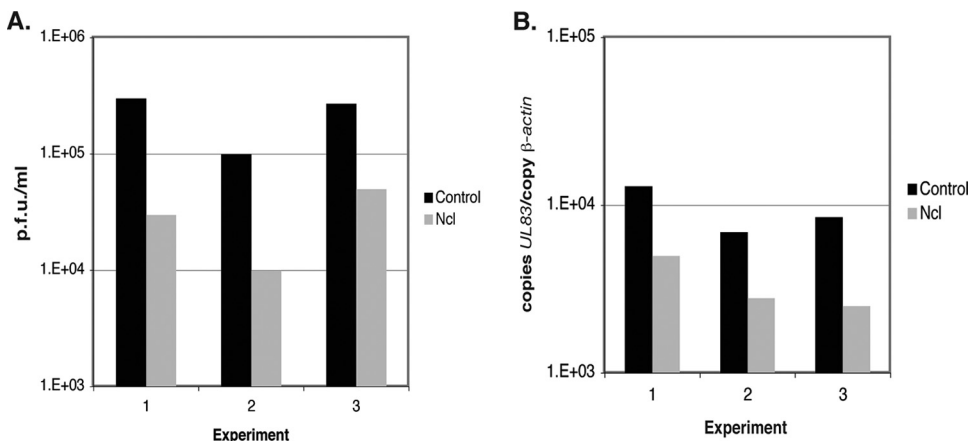 A.
1.E+06
1.E+05
1.E+04
1.E+03
p.f.u./ml
1 2 3
Experiment
Control
Ncl
B.
1.E+05
1.E+04
1.E+03
copies UL83/copy β-actin
1 2 3
Experiment
Control
Ncl